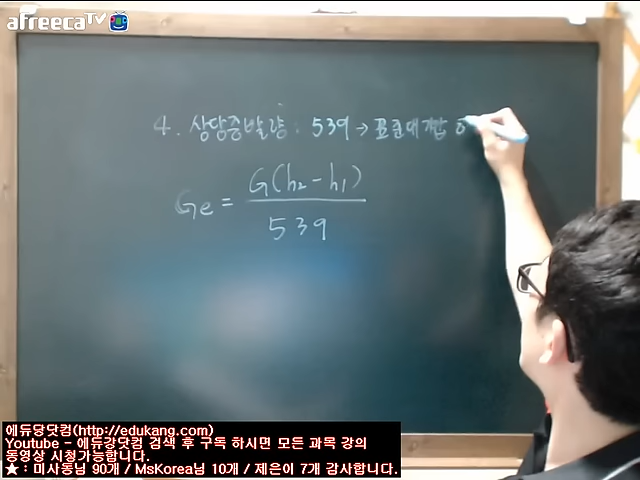 afreecaTV
4. 상당증발량 : 539 → 표준대기압 하
Ge = G(h₂-h₁)
539
에듀강닷컴(http://edukang.com)
Youtube - 에듀강닷컴 검색 후 구독 하시면 모든 과목 강의
동영상 시청가능합니다.
★ : 미사동님 90개 / MsKorea님 10개 / 제은이 7개 감사합니다.